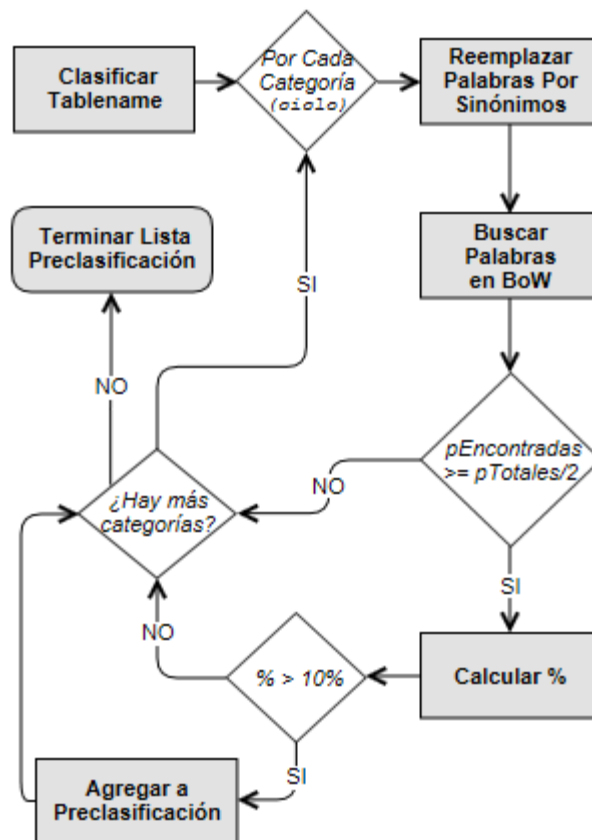 Clasificar
Tablename
Por Cada
Categoría
(ciclo)
Reemplazar
Palabras Por
Sinónimos
Terminar Lista
Preclasificación
Buscar
Palabras
en BoW
SI
NO
pEncontradas
>= pTotales/2
NO
¿Hay más
categorías?
SI
NO
% > 10%
Calcular %
SI
Agregar a
Preclasificación